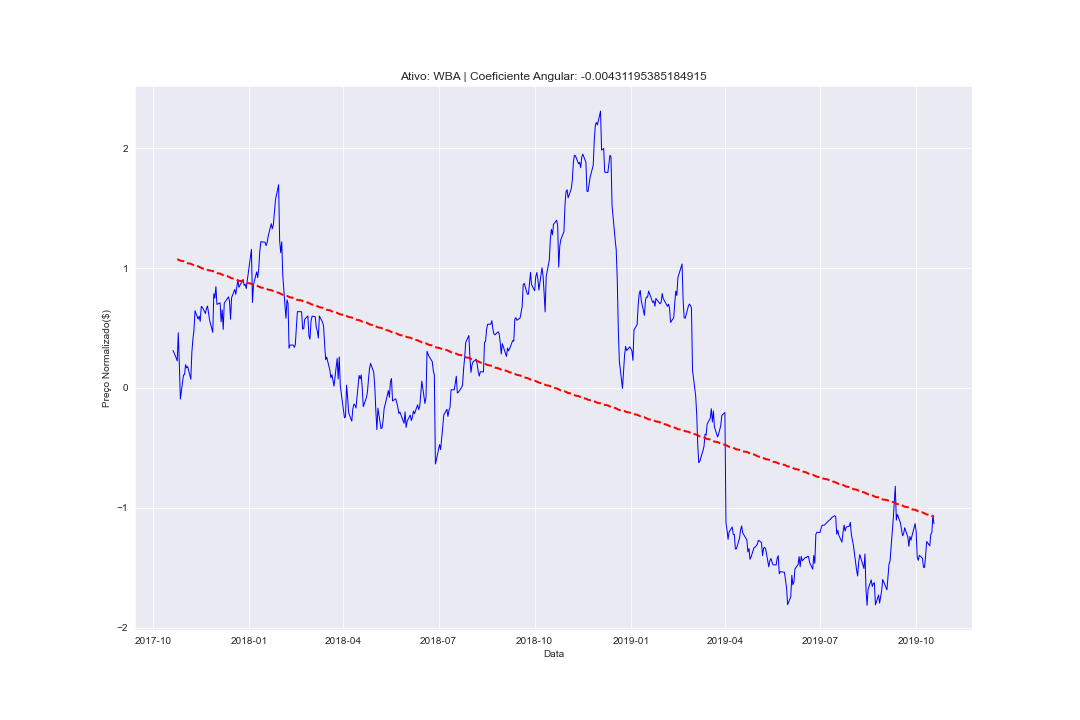 Ativo: WBA | Coeficiente Angular: -0.00431195385184915
Preço Normalizado($)
2
1
0
−1
−2
2017-10 2018-01 2018-04 2018-07 2018-10 2019-01 2019-04 2019-07 2019-10
Data